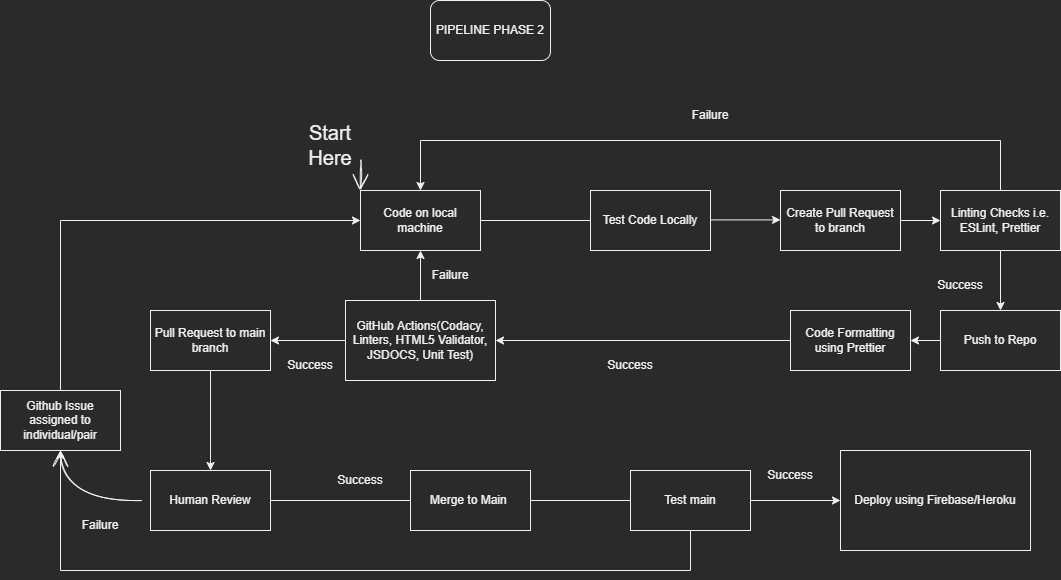 PIPELINE PHASE 2
Failure
Start
Here
Code on local
machine
Test Code Locally
Create Pull Request
to branch
Linting Checks i.e.
ESLint, Prettier
Failure
Success
Pull Request to main
branch
GitHub Actions(Codacy,
Linters, HTML5 Validator,
JSDOCS, Unit Test)
Code Formatting
using Prettier
Push to Repo
Success
Success
Github Issue
assigned to
individual/pair
Human Review
Success
Merge to Main
Test main
Success
Deploy using Firebase/Heroku
Failure